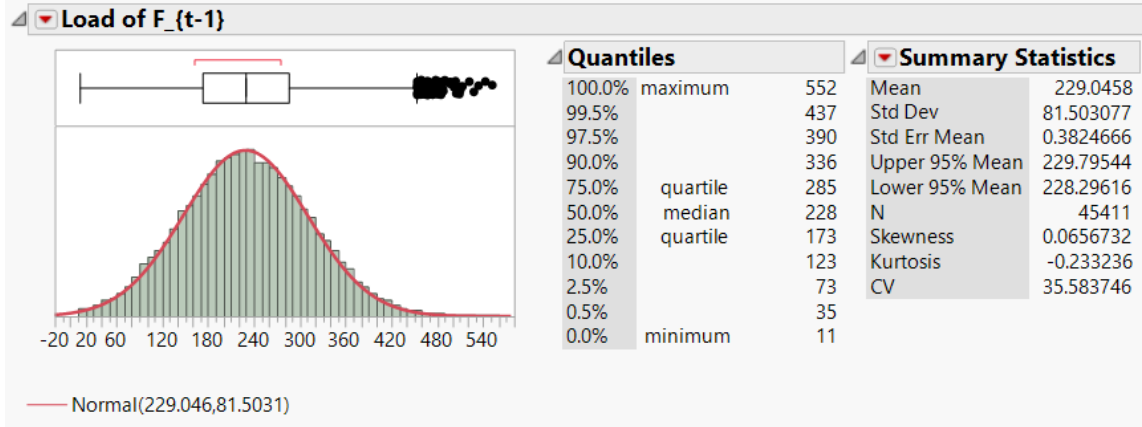 Load of F_{t-1}
Quantiles
100.0% maximum 552
99.5% 437
97.5% 390
90.0% 336
75.0% quartile 285
50.0% median 228
25.0% quartile 173
10.0% 123
2.5% 73
0.5% 35
0.0% minimum 11
Summary Statistics
Mean 229.0458
Std Dev 81.503077
Std Err Mean 0.3824666
Upper 95% Mean 229.79544
Lower 95% Mean 228.29616
N 45411
Skewness 0.0656732
Kurtosis -0.233236
CV 35.583746
-20 20 60 120 180 240 300 360 420 480 540
Normal(229.046,81.5031)